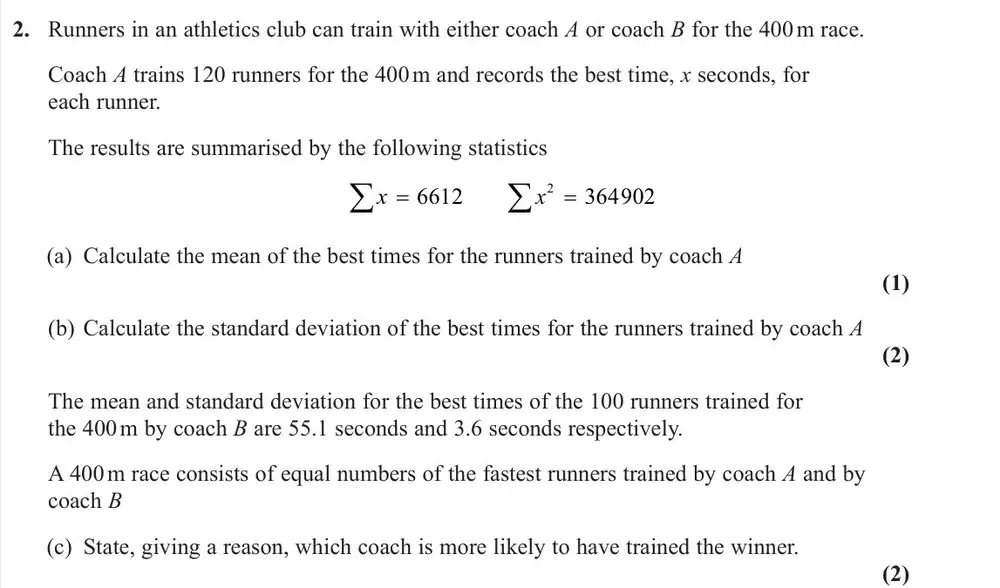 2. Runners in an athletics club can train with either coach A or coach B for the 400 m race.
Coach A trains 120 runners for the 400 m and records the best time, x seconds, for
each runner.
The results are summarised by the following statistics
∑x = 6612 ∑x² = 364902
(a) Calculate the mean of the best times for the runners trained by coach A
(1)
(b) Calculate the standard deviation of the best times for the runners trained by coach A
(2)
The mean and standard deviation for the best times of the 100 runners trained for
the 400 m by coach B are 55.1 seconds and 3.6 seconds respectively.
A 400 m race consists of equal numbers of the fastest runners trained by coach A and by
coach B
(c) State, giving a reason, which coach is more likely to have trained the winner.
(2)